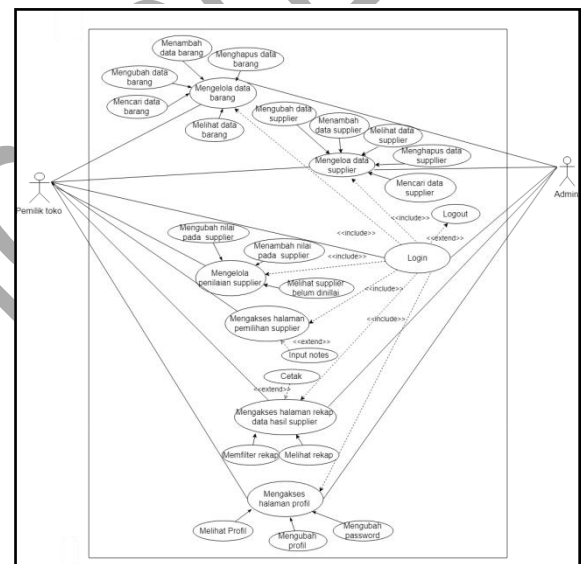 Menambah
data barang
Menghapus data
barang
Mengubah data
barang
Mengelola data
barang
Mencari data
barang
Melihat data
barang
Mengubah data
supplier
Menambah
data supplier
Melihat data
supplier
Menghapus data
suppllier
Mengeloa data
supplier
Mencari data
supplier
Pemilik toko
Admin
<<include>>
Logout
<<extend>>
Mengubah nilai
pada supplier
Menambah nilai
pada supplier
<<include>>
Login
Mengelola
penilaian supplier
Melihat supplier
belum dinillai
<<include>>
Mengakses halaman
pemilihan supplier
<<include>>
<<extend>>
Input notes
Cetak
<<extend>>
Mengakses halaman rekap
data hasil supplier
Memfilter rekap
Melihat rekap
Mengakses
halaman profil
Melihat Profil
Mengubah
profil
Mengubah
password